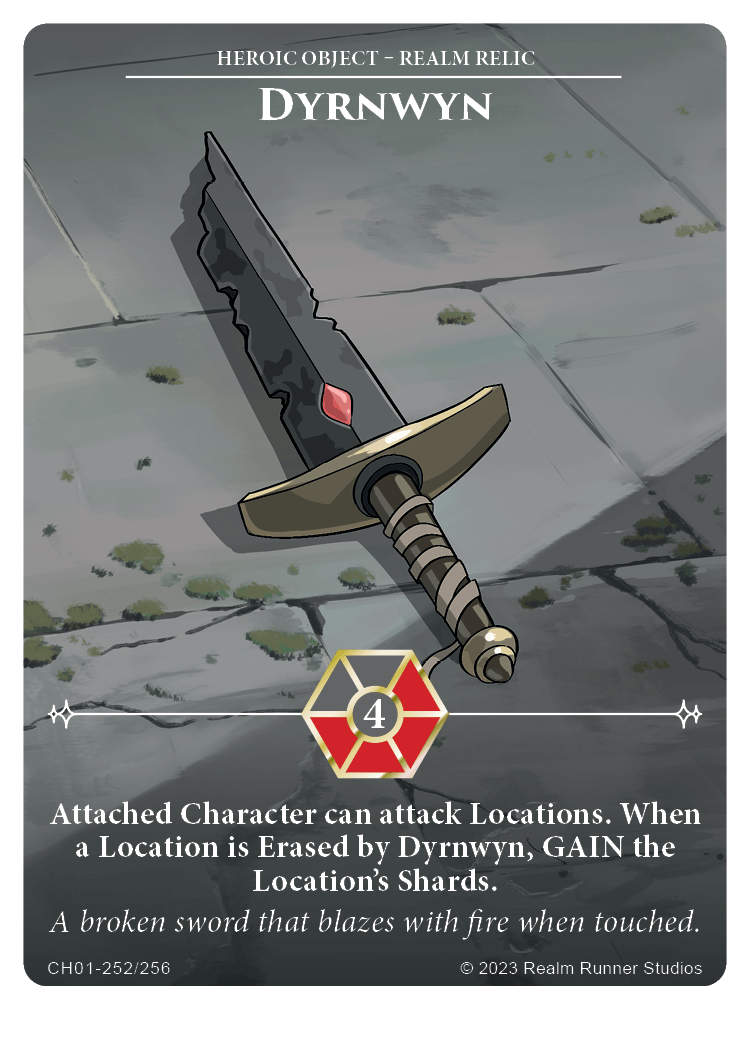 HEROIC OBJECT – REALM RELIC
DYRNWYN
4
Attached Character can attack Locations. When
a Location is Erased by Dyrnwyn, GAIN the
Location's Shards.
A broken sword that blazes with fire when touched.
CH01-252/256
© 2023 Realm Runner Studios